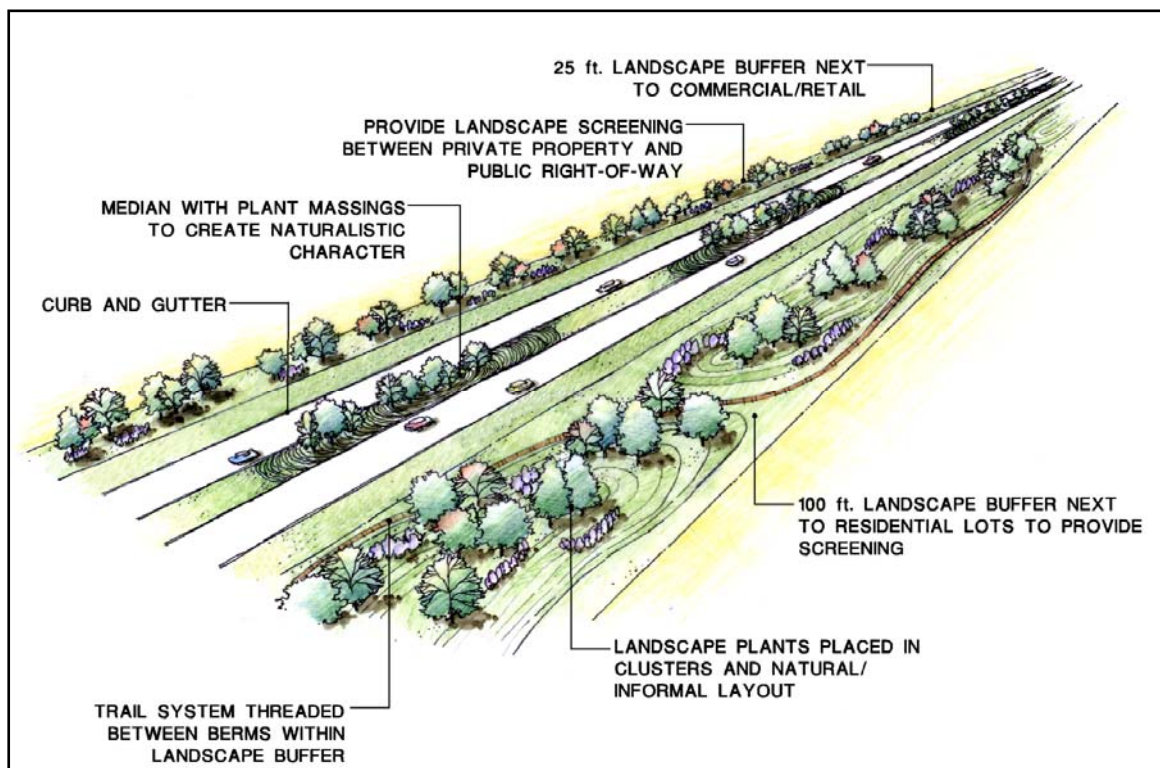 25 ft. LANDSCAPE BUFFER NEXT
TO COMMERCIAL/RETAIL
PROVIDE LANDSCAPE SCREENING
BETWEEN PRIVATE PROPERTY AND
PUBLIC RIGHT-OF-WAY
MEDIAN WITH PLANT MASSINGS
TO CREATE NATURALISTIC
CHARACTER
CURB AND GUTTER
100 ft. LANDSCAPE BUFFER NEXT
TO RESIDENTIAL LOTS TO PROVIDE
SCREENING
LANDSCAPE PLANTS PLACED IN
CLUSTERS AND NATURAL/
INFORMAL LAYOUT
TRAIL SYSTEM THREADED
BETWEEN BERMS WITHIN
LANDSCAPE BUFFER